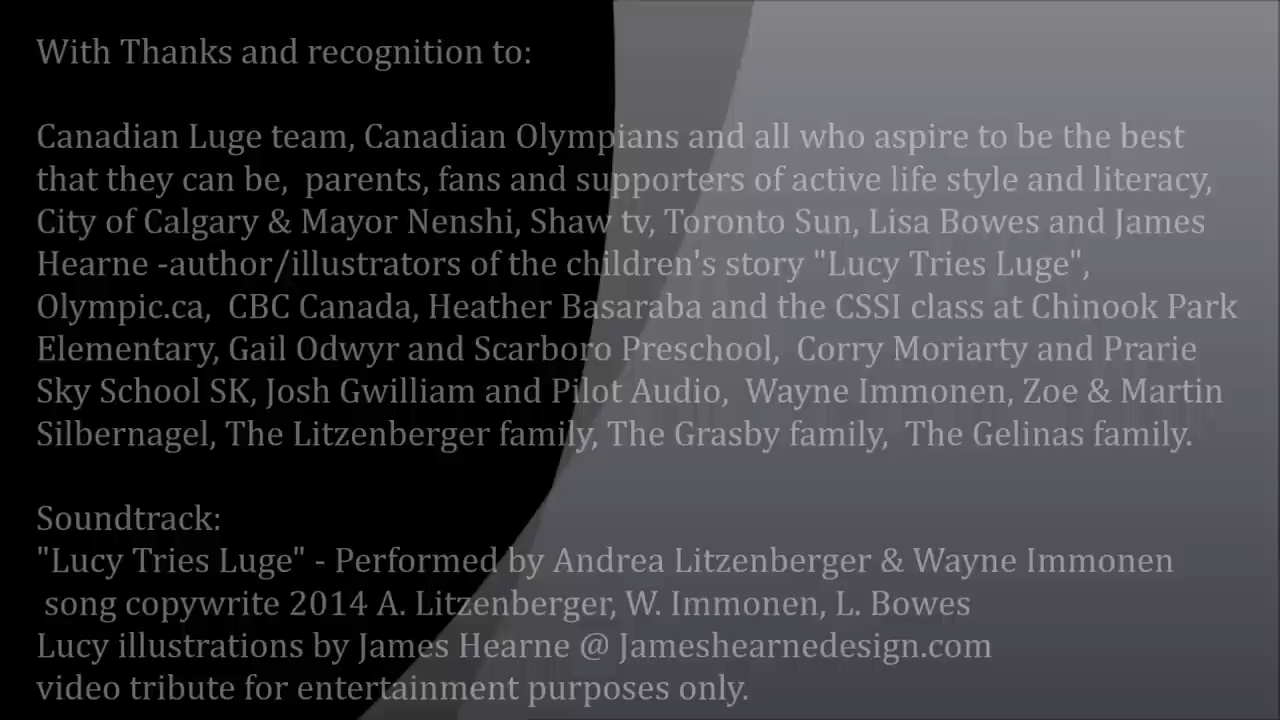 With Thanks and recognition to:
Canadian Luge team, Canadian Olympians and all who aspire to be the best
that they can be,  parents, fans and supporters of active life style and literacy,
City of Calgary & Mayor Nenshi, Shaw tv, Toronto Sun, Lisa Bowes and James
Hearne -author/illustrators of the children's story "Lucy Tries Luge",
Olympic.ca,  CBC Canada, Heather Basaraba and the CSSI class at Chinook Park
Elementary, Gail Odwyr and Scarboro Preschool,  Corry Moriarty and Prarie
Sky School SK, Josh Gwilliam and Pilot Audio,  Wayne Immonen, Zoe & Martin
Silbernagel, The Litzenberger family, The Grasby family,  The Gelinas family.
Soundtrack:
"Lucy Tries Luge" - Performed by Andrea Litzenberger & Wayne Immonen
song copywrite 2014 A. Litzenberger, W. Immonen, L. Bowes
Lucy illustrations by James Hearne @ Jameshearnedesign.com
video tribute for entertainment purposes only.